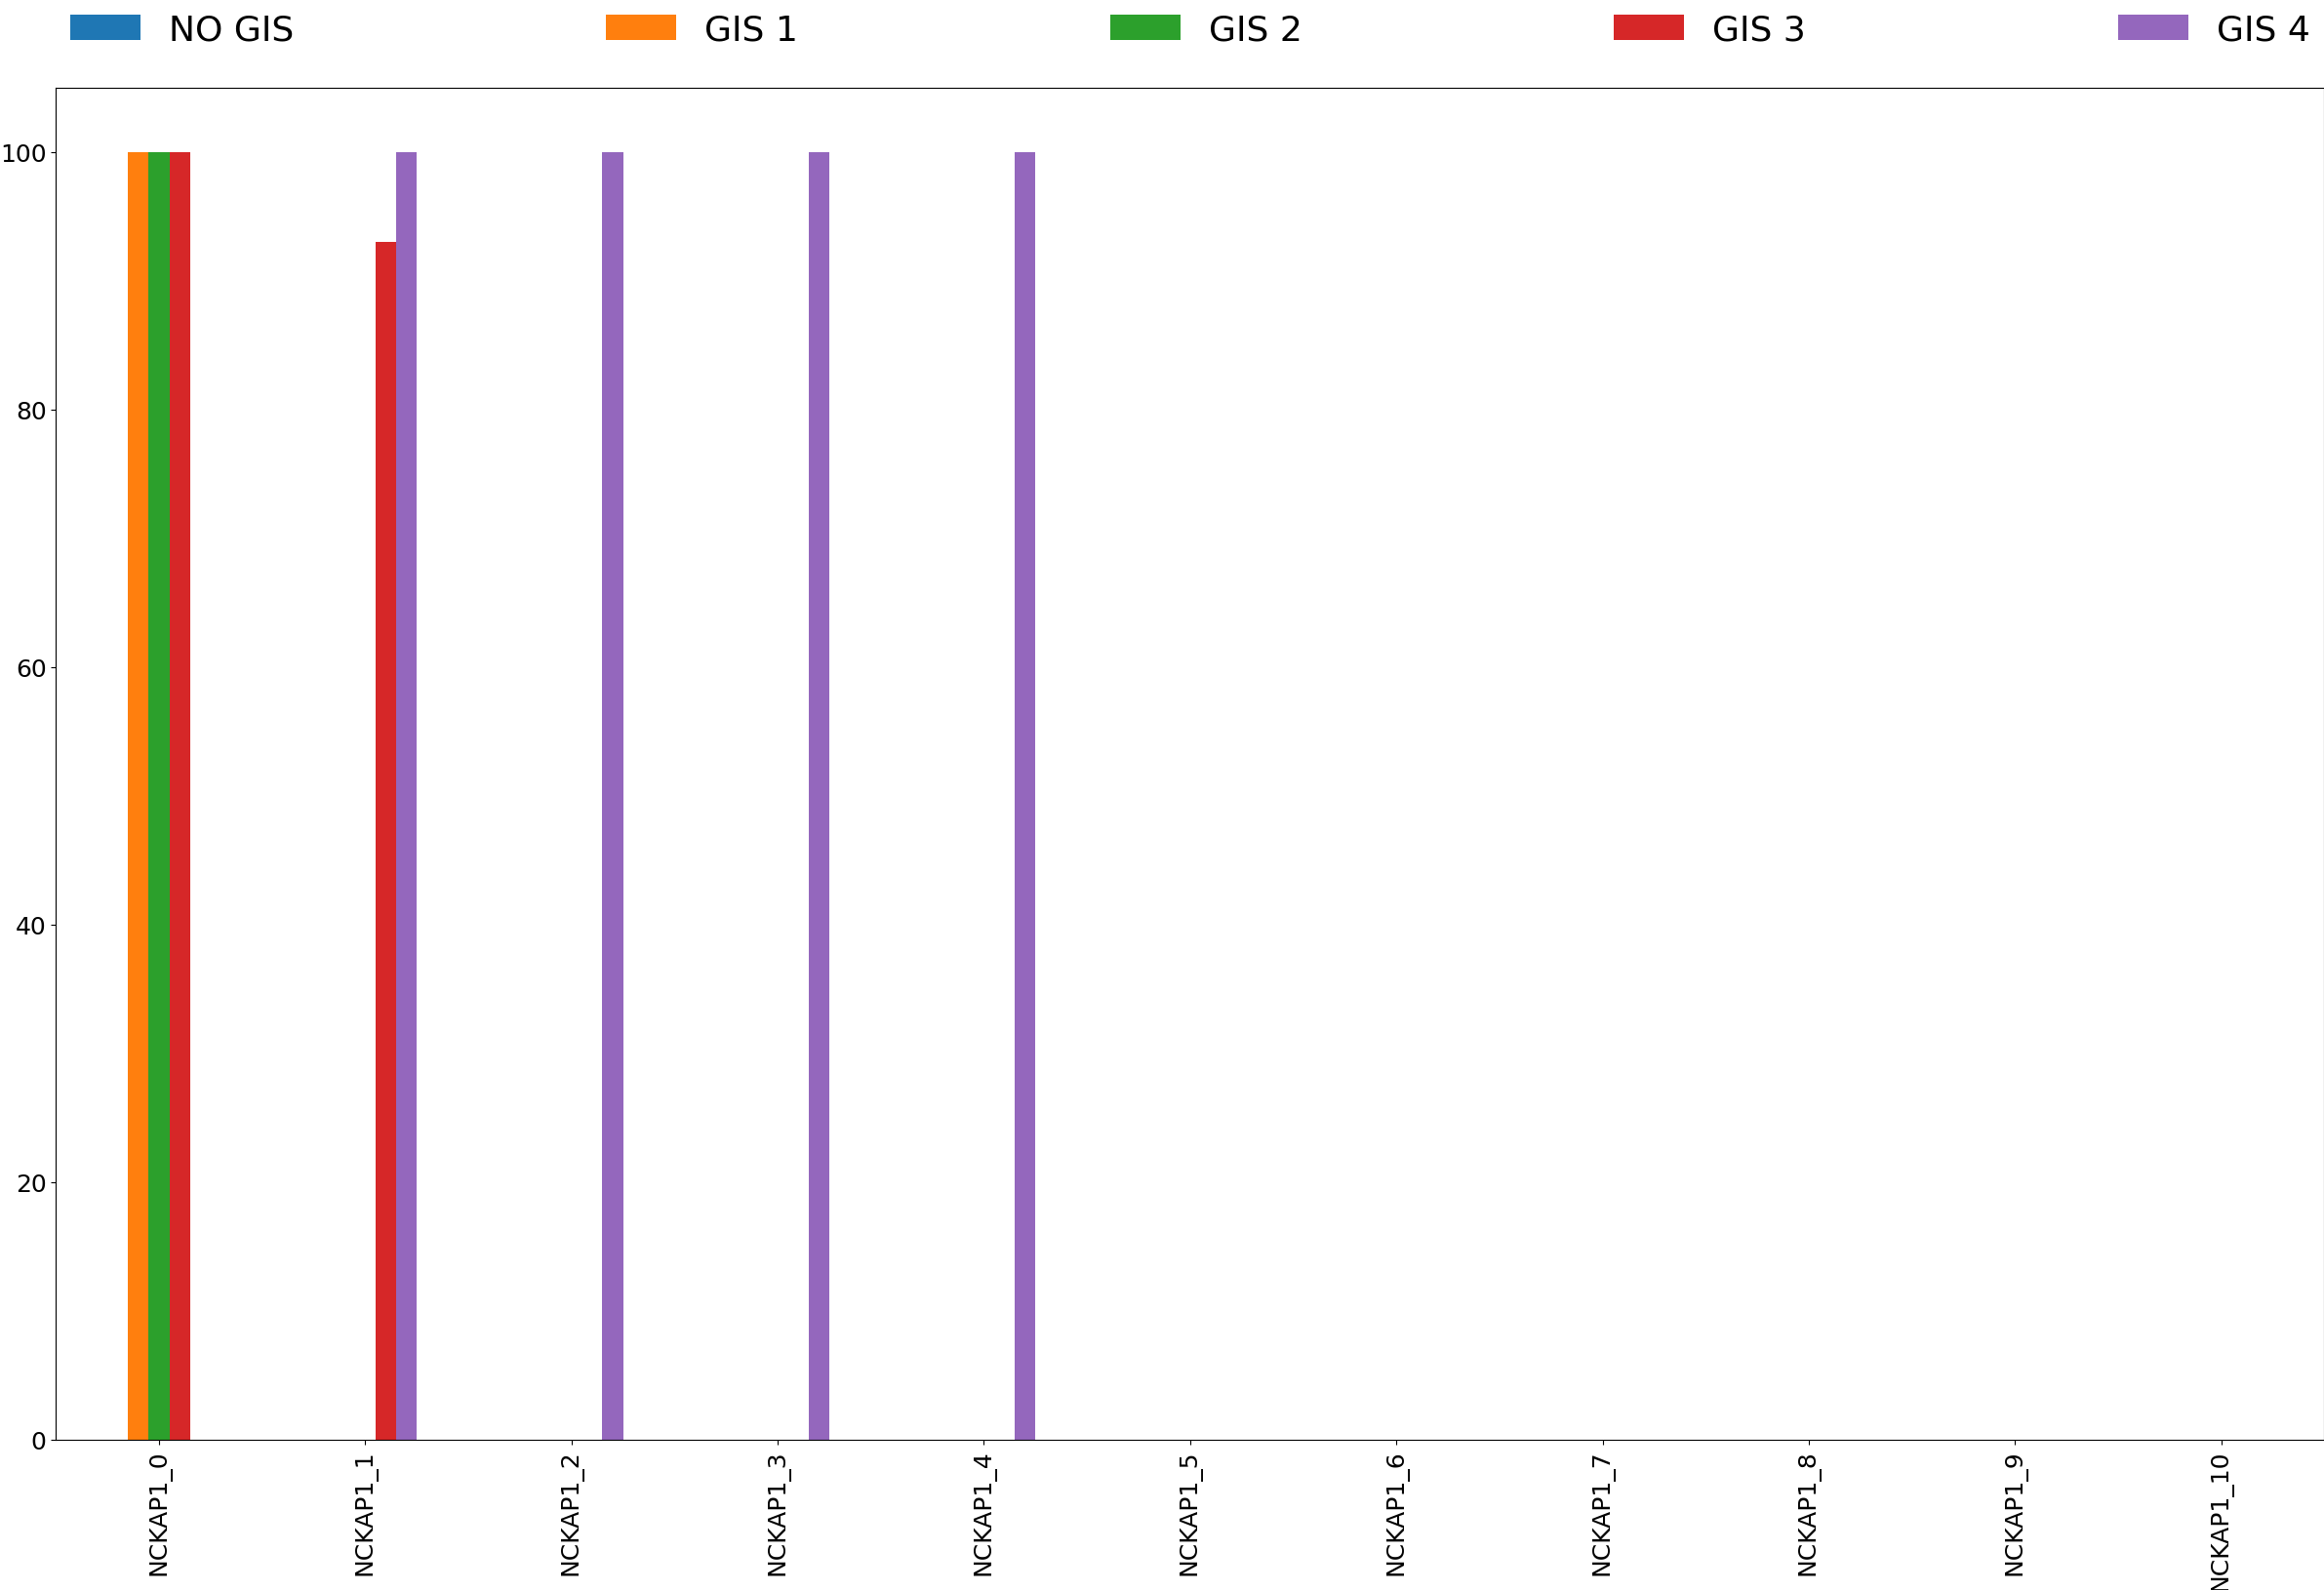 NO GIS GIS 1 GIS 2 GIS 3 GIS 4
100
80
60
40
20
0
NCKAP1_0
NCKAP1_1
NCKAP1_2
NCKAP1_3
NCKAP1_4
NCKAP1_5
NCKAP1_6
NCKAP1_7
NCKAP1_8
NCKAP1_9
NCKAP1_10